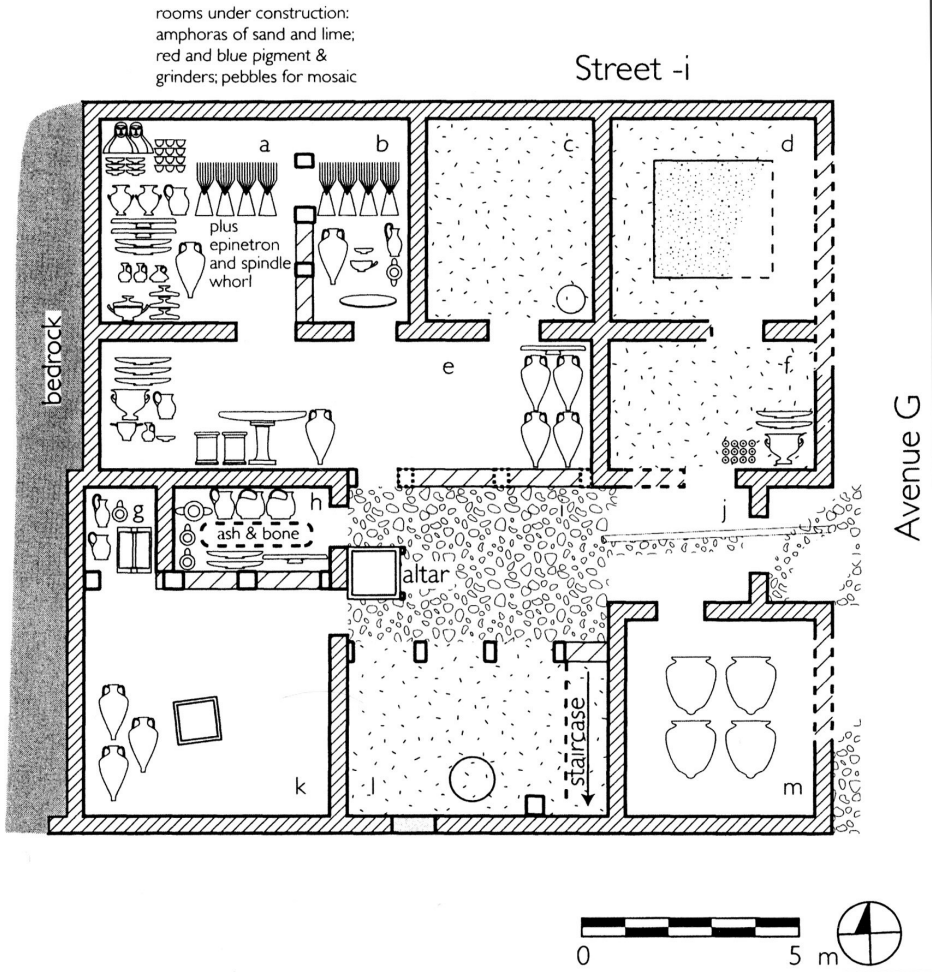 rooms under construction:
amphoras of sand and lime;
red and blue pigment &
grinders; pebbles for mosaic
Street -i
a
b
c
d
plus
epinetron
and spindle
whorl
bedrock
e
f
Avenue G
g
h
i
j
ash & bone
altar
k
l
staircase
m
0
5 m